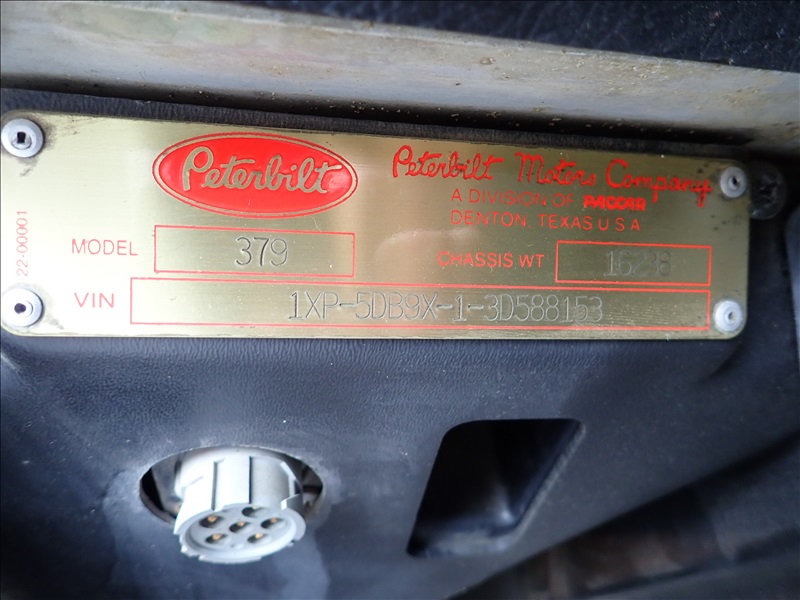 Peterbilt
Peterbilt Motors Company
A DIVISION OF PACCAR
DENTON, TEXAS U S A
22-00001
MODEL 379
CHASSIS WT 16238
VIN 1XP-5DB9X-1-3D588153